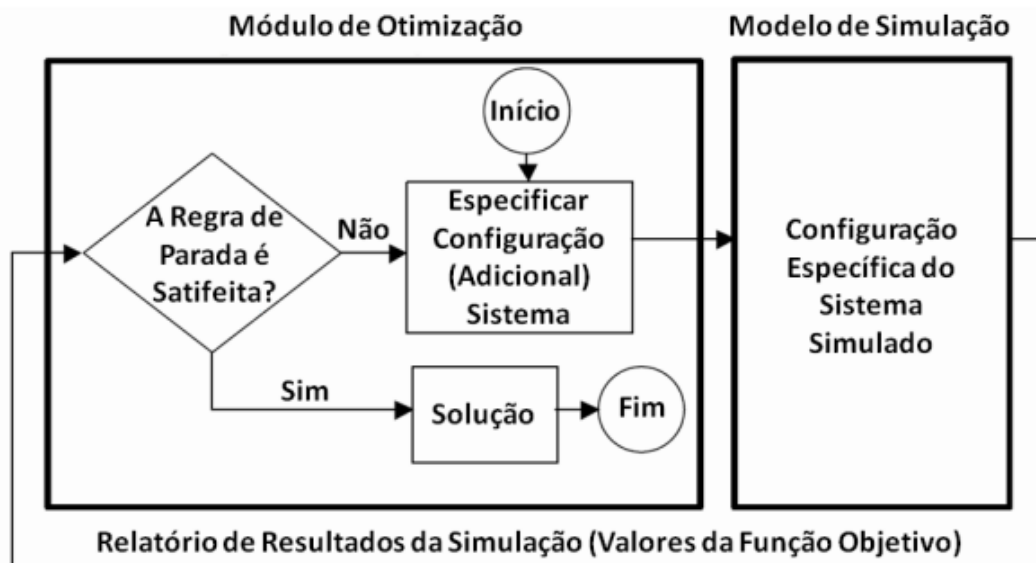 Módulo de Otimização
Modelo de Simulação
Início
A Regra de
Parada é
Satifeita?
Não
Especificar
Configuração
(Adicional)
Sistema
Configuração
Específica do
Sistema
Simulado
Sim
Solução
Fim
Relatório de Resultados da Simulação (Valores da Função Objetivo)